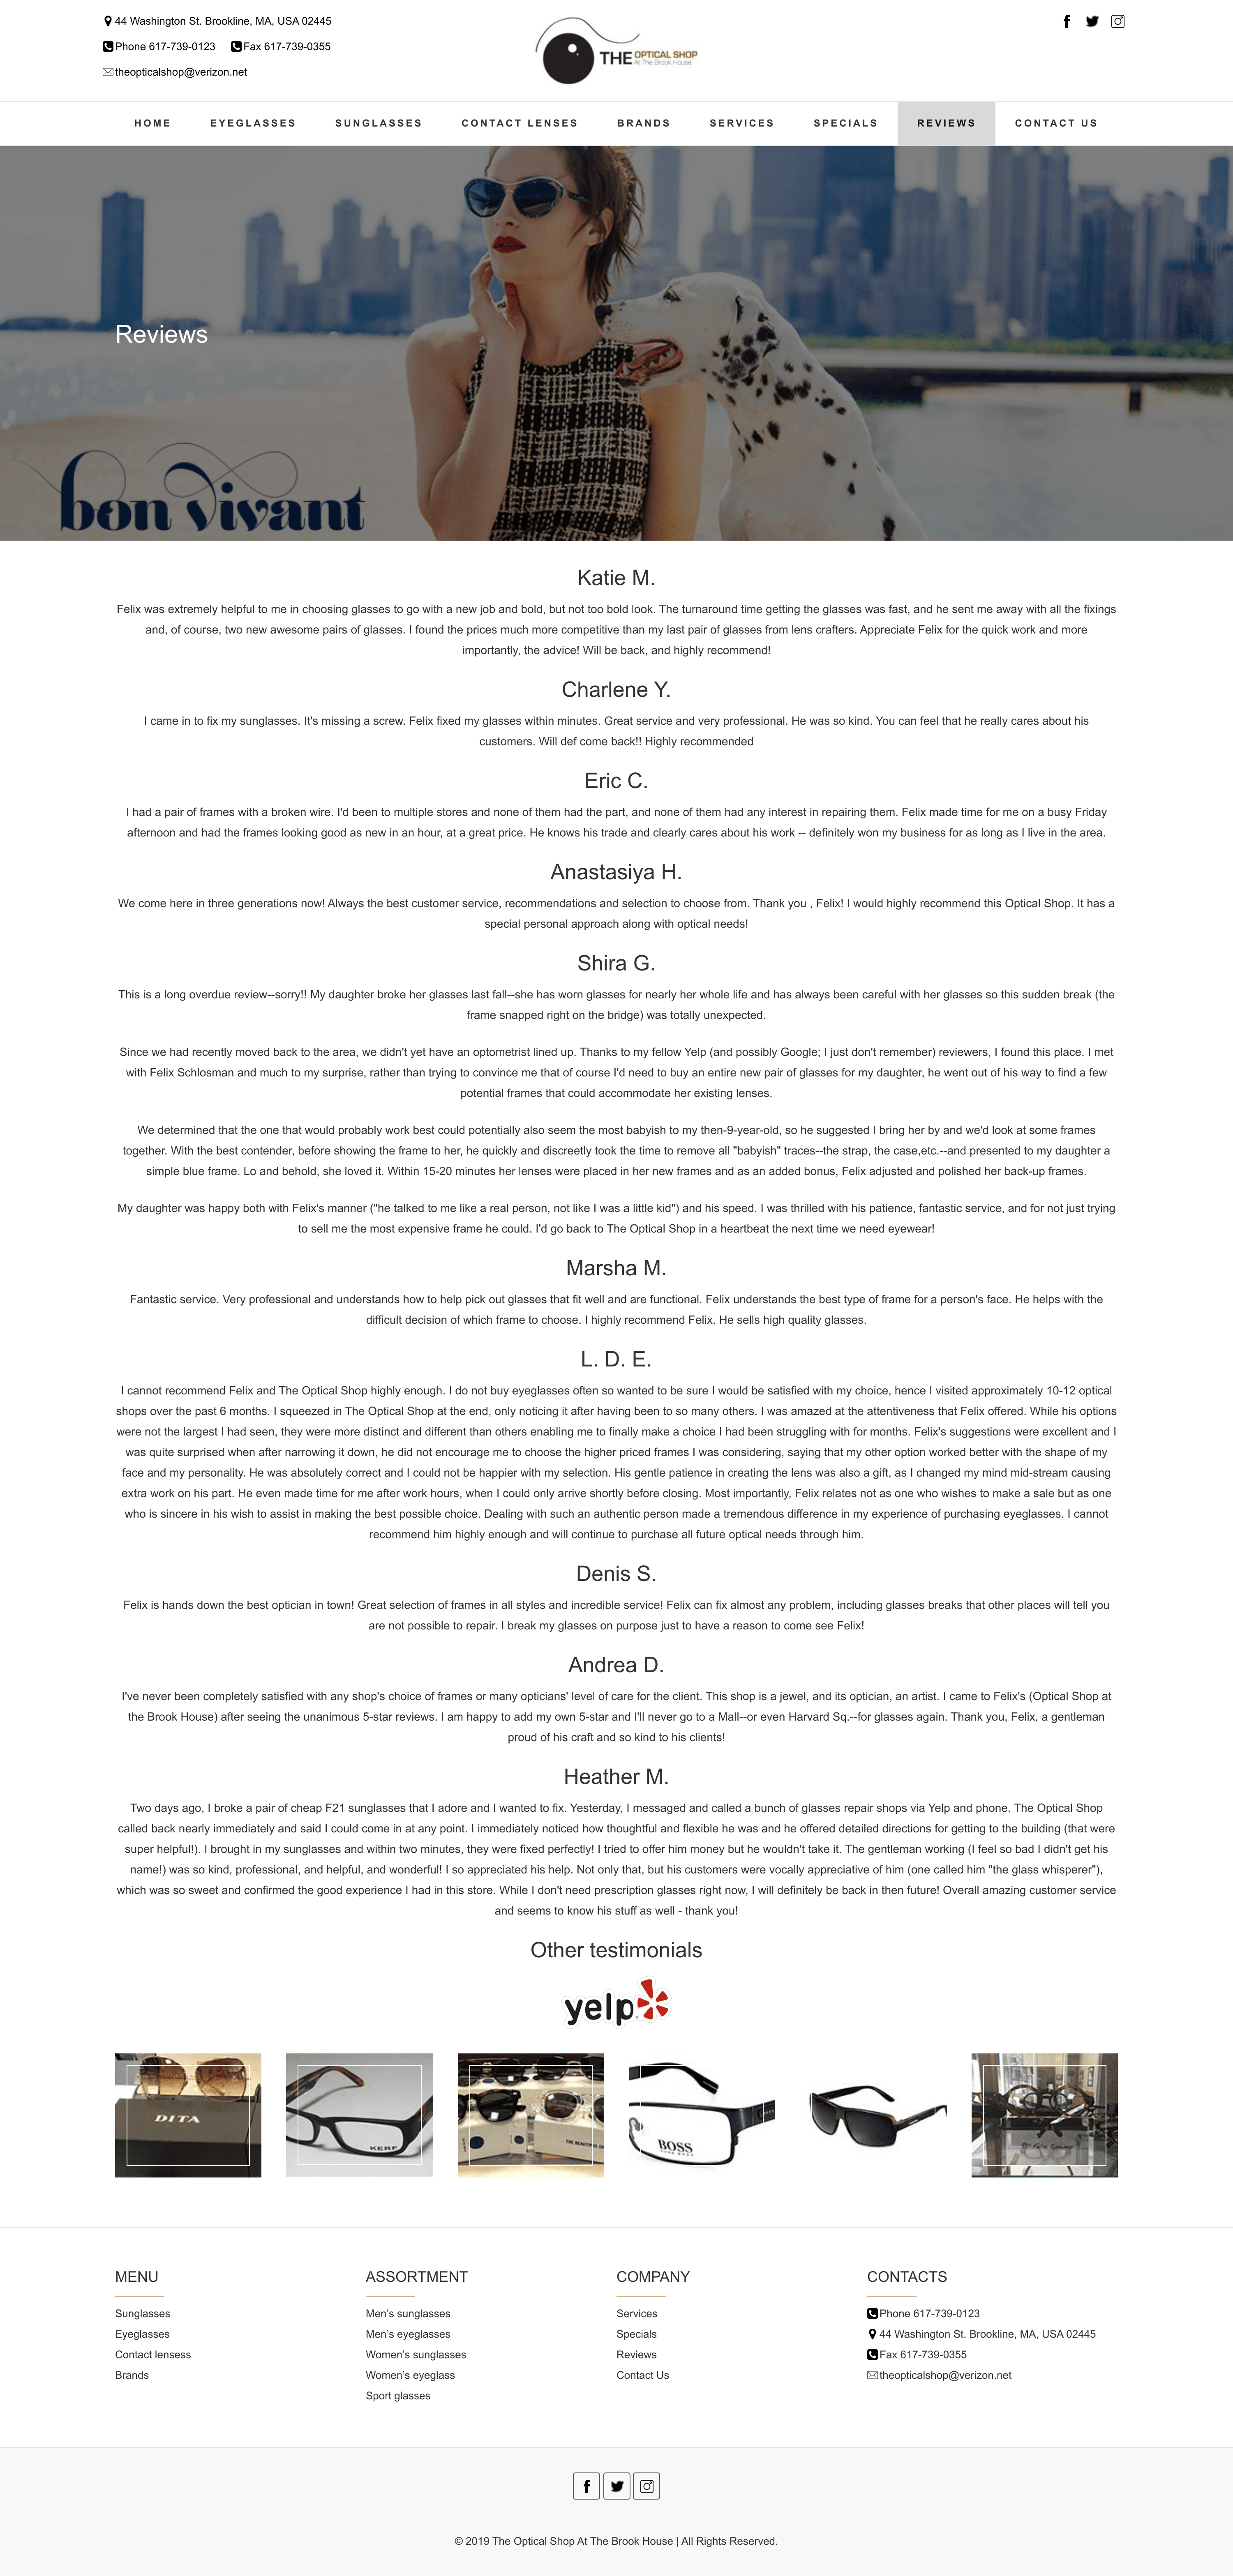 44 Washington St. Brookline, MA, USA 02445
Phone 617-739-0123 Fax 617-739-0355
theopticalshop@verizon.net
THE OPTICAL SHOP
At The Brook House
HOME EYEGLASSES SUNGLASSES CONTACT LENSES BRANDS SERVICES SPECIALS REVIEWS CONTACT US
Reviews
bon vivant
Katie M.
Felix was extremely helpful to me in choosing glasses to go with a new job and bold, but not too bold look. The turnaround time getting the glasses was fast, and he sent me away with all the fixings
and, of course, two new awesome pairs of glasses. I found the prices much more competitive than my last pair of glasses from lens crafters. Appreciate Felix for the quick work and more
importantly, the advice! Will be back, and highly recommend!
Charlene Y.
I came in to fix my sunglasses. It's missing a screw. Felix fixed my glasses within minutes. Great service and very professional. He was so kind. You can feel that he really cares about his
customers. Will def come back!! Highly recommended
Eric C.
I had a pair of frames with a broken wire. I'd been to multiple stores and none of them had the part, and none of them had any interest in repairing them. Felix made time for me on a busy Friday
afternoon and had the frames looking good as new in an hour, at a great price. He knows his trade and clearly cares about his work -- definitely won my business for as long as I live in the area.
Anastasiya H.
We come here in three generations now! Always the best customer service, recommendations and selection to choose from. Thank you , Felix! I would highly recommend this Optical Shop. It has a
special personal approach along with optical needs!
Shira G.
This is a long overdue review--sorry!! My daughter broke her glasses last fall--she has worn glasses for nearly her whole life and has always been careful with her glasses so this sudden break (the
frame snapped right on the bridge) was totally unexpected.
Since we had recently moved back to the area, we didn't yet have an optometrist lined up. Thanks to my fellow Yelp (and possibly Google; I just don't remember) reviewers, I found this place. I met
with Felix Schlosman and much to my surprise, rather than trying to convince me that of course I'd need to buy an entire new pair of glasses for my daughter, he went out of his way to find a few
potential frames that could accommodate her existing lenses.
We determined that the one that would probably work best could potentially also seem the most babyish to my then-9-year-old, so he suggested I bring her by and we'd look at some frames
together. With the best contender, before showing the frame to her, he quickly and discreetly took the time to remove all "babyish" traces--the strap, the case,etc.--and presented to my daughter a
simple blue frame. Lo and behold, she loved it. Within 15-20 minutes her lenses were placed in her new frames and as an added bonus, Felix adjusted and polished her back-up frames.
My daughter was happy both with Felix's manner ("he talked to me like a real person, not like I was a little kid") and his speed. I was thrilled with his patience, fantastic service, and for not just trying
to sell me the most expensive frame he could. I'd go back to The Optical Shop in a heartbeat the next time we need eyewear!
Marsha M.
Fantastic service. Very professional and understands how to help pick out glasses that fit well and are functional. Felix understands the best type of frame for a person's face. He helps with the
difficult decision of which frame to choose. I highly recommend Felix. He sells high quality glasses.
L. D. E.
I cannot recommend Felix and The Optical Shop highly enough. I do not buy eyeglasses often so wanted to be sure I would be satisfied with my choice, hence I visited approximately 10-12 optical
shops over the past 6 months. I squeezed in The Optical Shop at the end, only noticing it after having been to so many others. I was amazed at the attentiveness that Felix offered. While his options
were not the largest I had seen, they were more distinct and different than others enabling me to finally make a choice I had been struggling with for months. Felix's suggestions were excellent and I
was quite surprised when after narrowing it down, he did not encourage me to choose the higher priced frames I was considering, saying that my other option worked better with the shape of my
face and my personality. He was absolutely correct and I could not be happier with my selection. His gentle patience in creating the lens was also a gift, as I changed my mind mid-stream causing
extra work on his part. He even made time for me after work hours, when I could only arrive shortly before closing. Most importantly, Felix relates not as one who wishes to make a sale but as one
who is sincere in his wish to assist in making the best possible choice. Dealing with such an authentic person made a tremendous difference in my experience of purchasing eyeglasses. I cannot
recommend him highly enough and will continue to purchase all future optical needs through him.
Denis S.
Felix is hands down the best optician in town! Great selection of frames in all styles and incredible service! Felix can fix almost any problem, including glasses breaks that other places will tell you
are not possible to repair. I break my glasses on purpose just to have a reason to come see Felix!
Andrea D.
I've never been completely satisfied with any shop's choice of frames or many opticians' level of care for the client. This shop is a jewel, and its optician, an artist. I came to Felix's (Optical Shop at
the Brook House) after seeing the unanimous 5-star reviews. I am happy to add my own 5-star and I'll never go to a Mall--or even Harvard Sq.--for glasses again. Thank you, Felix, a gentleman
proud of his craft and so kind to his clients!
Heather M.
Two days ago, I broke a pair of cheap F21 sunglasses that I adore and I wanted to fix. Yesterday, I messaged and called a bunch of glasses repair shops via Yelp and phone. The Optical Shop
called back nearly immediately and said I could come in at any point. I immediately noticed how thoughtful and flexible he was and he offered detailed directions for getting to the building (that were
super helpful!). I brought in my sunglasses and within two minutes, they were fixed perfectly! I tried to offer him money but he wouldn't take it. The gentleman working (I feel so bad I didn't get his
name!) was so kind, professional, and helpful, and wonderful! I so appreciated his help. Not only that, but his customers were vocally appreciative of him (one called him "the glass whisperer"),
which was so sweet and confirmed the good experience I had in this store. While I don't need prescription glasses right now, I will definitely be back in then future! Overall amazing customer service
and seems to know his stuff as well - thank you!
Other testimonials
yelp
DITA
KERF
BOSS
HUGO BOSS
MENU ASSORTMENT COMPANY CONTACTS
Sunglasses Men's sunglasses Services Phone 617-739-0123
Eyeglasses Men's eyeglasses Specials 44 Washington St. Brookline, MA, USA 02445
Contact lensess Women's sunglasses Reviews Fax 617-739-0355
Brands Women's eyeglass Contact Us theopticalshop@verizon.net
Sport glasses
© 2019 The Optical Shop At The Brook House | All Rights Reserved.